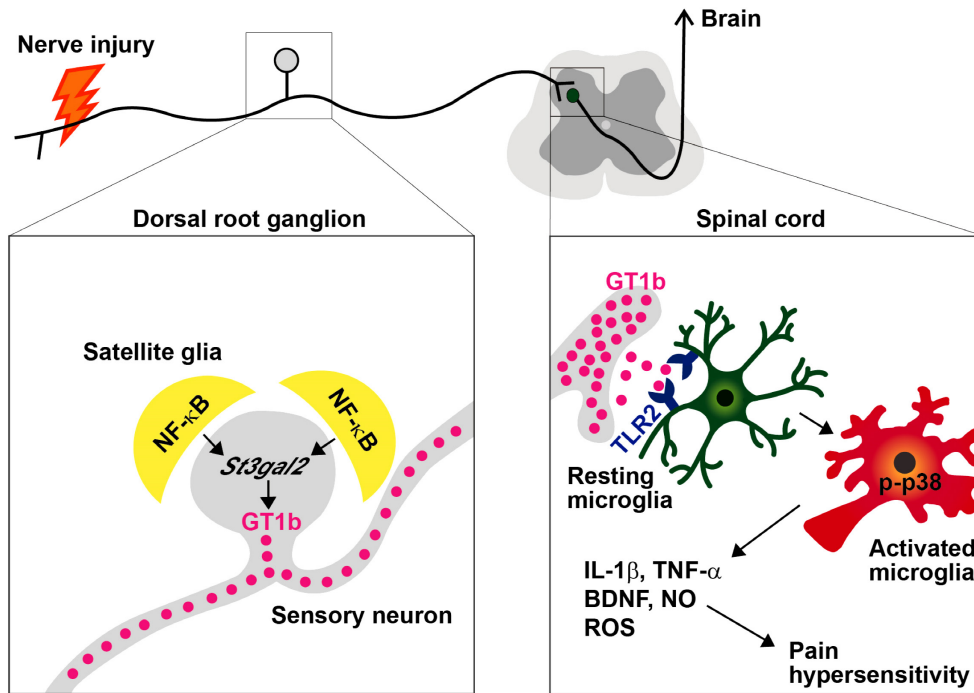 Nerve injury
Brain
Dorsal root ganglion
Satellite glia
NF-κB
NF-κB
St3gal2
GT1b
Sensory neuron
Spinal cord
GT1b
TLR2
Resting
microglia
p-p38
Activated
microglia
IL-1β, TNF-α
BDNF, NO
ROS
Pain
hypersensitivity